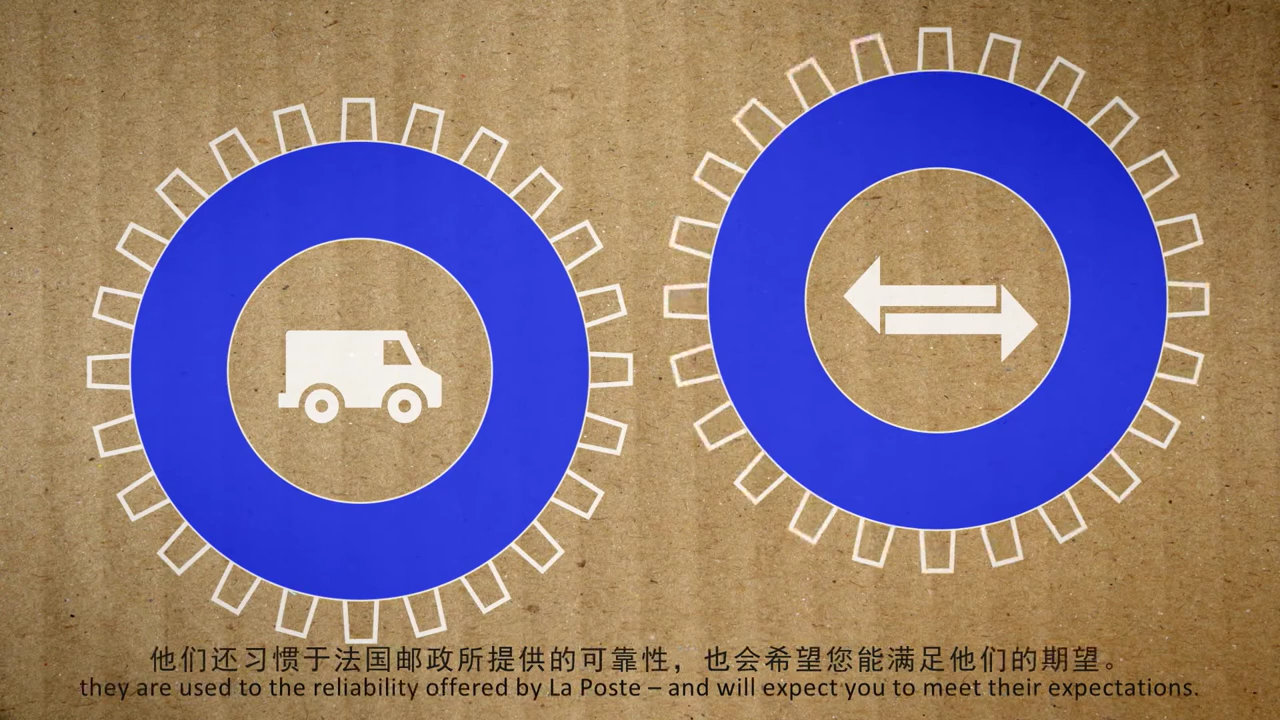 他们还习惯于法国邮政所提供的可靠性，也会希望您能满足他们的期望。
they are used to the reliability offered by La Poste – and will expect you to meet their expectations.